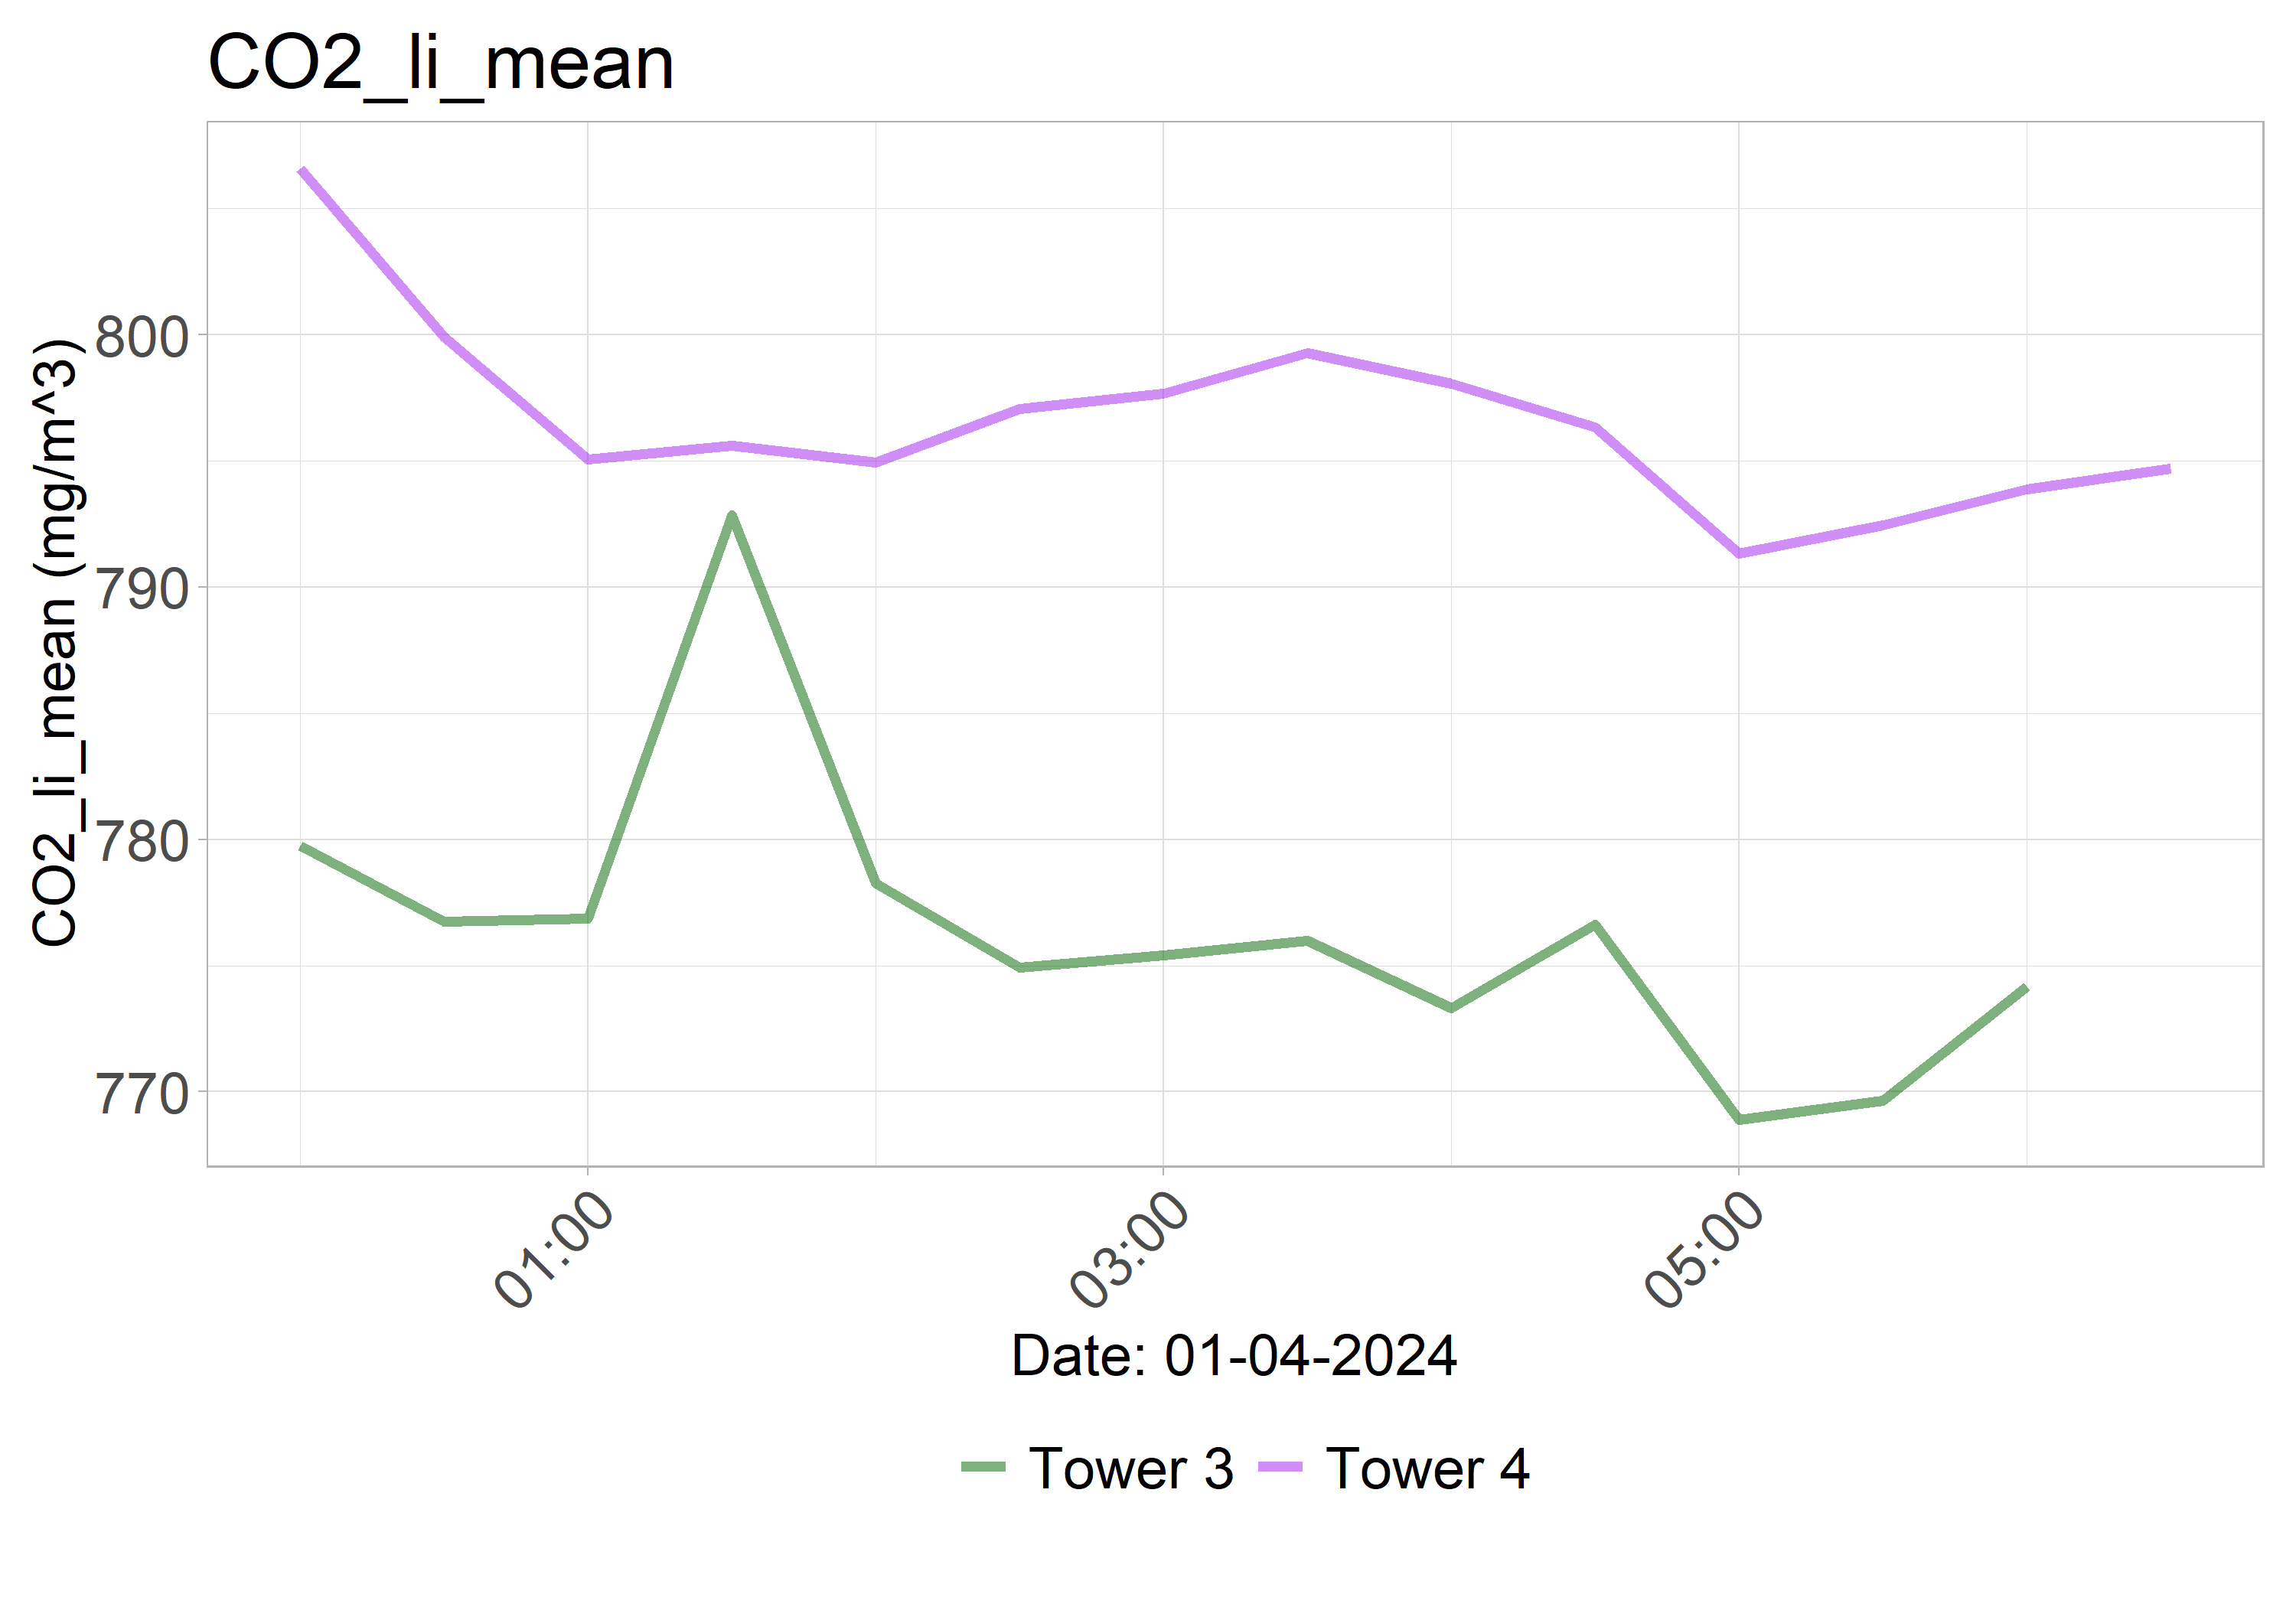 CO2_li_mean
CO2_li_mean (mg/m^3)
800
790
780
770
01:00 03:00 05:00
Date: 01-04-2024
Tower 3 Tower 4